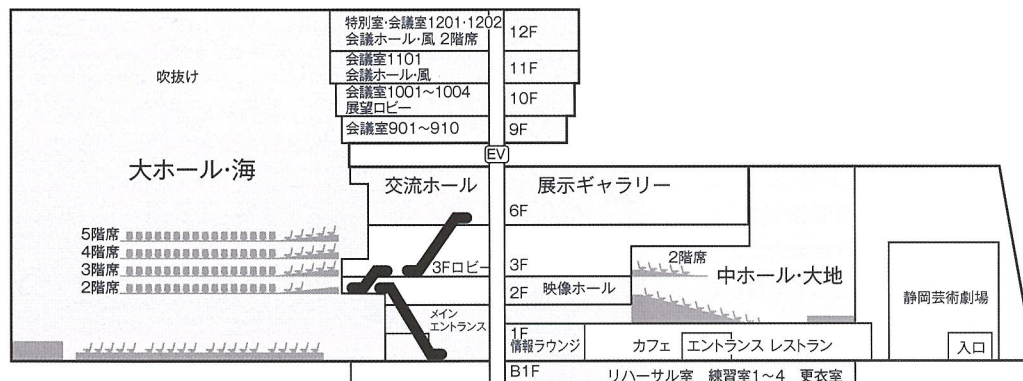 特別室・会議室1201・1202
会議ホール・風 2階席
12F
会議室1101
会議ホール・風
11F
会議室1001～1004
展望ロビー
10F
会議室901～910
9F
吹抜け
EV
大ホール・海
交流ホール
展示ギャラリー
6F
5階席
4階席
3階席
2階席
3Fロビー
3F
2F
映像ホール
2階席
中ホール・大地
静岡芸術劇場
メイン
エントランス
1F
情報ラウンジ
カフェ
エントランス
レストラン
入口
B1F
リハーサル室 練習室1～4 更衣室